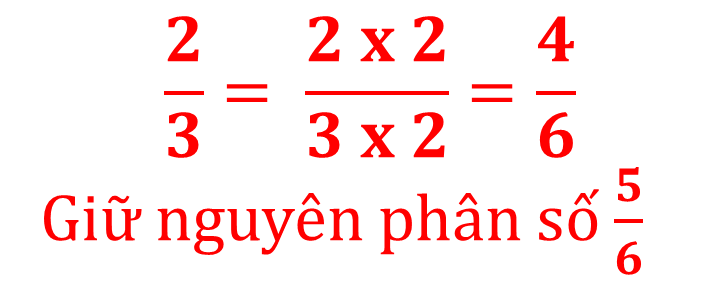 2/3 = 2 x 2/3 x 2 = 4/6
Giữ nguyên phân số 5/6